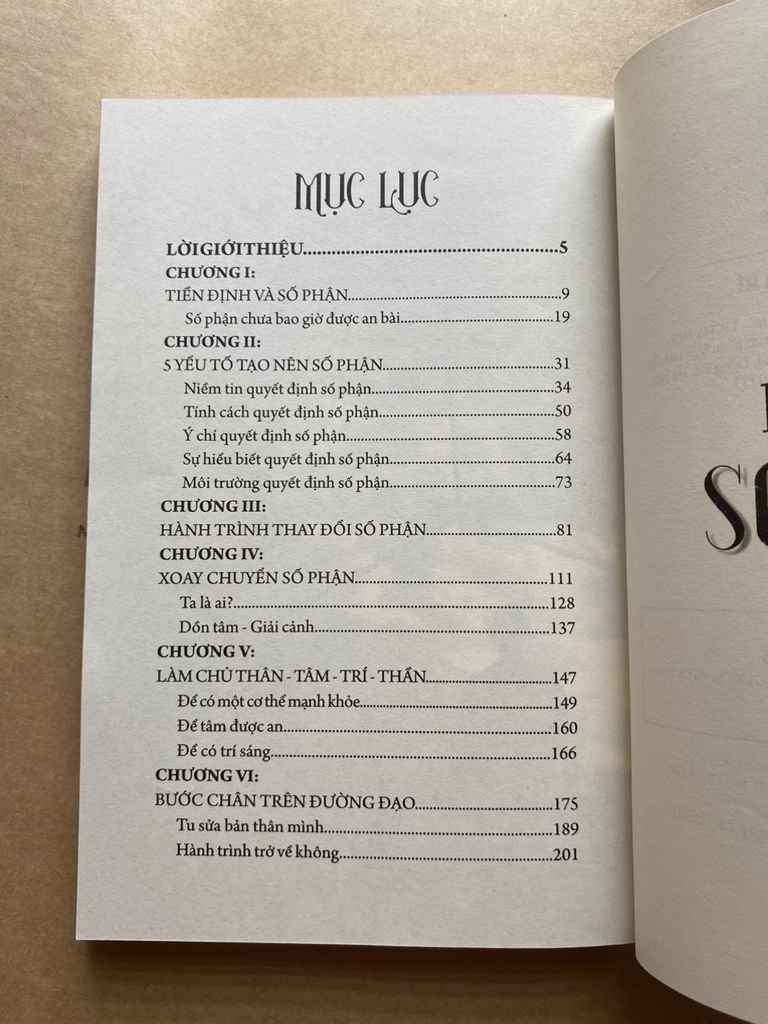 MỤC LỤC
LỜI GIỚI THIỆU..........................................................5
CHƯƠNG I:
TIỀN ĐỊNH VÀ SỐ PHẬN..................................................9
Số phận chưa bao giờ được an bài....................................19
CHƯƠNG II:
5 YẾU TỐ TẠO NÊN SỐ PHẬN..........................................31
Niềm tin quyết định số phận..........................................34
Tính cách quyết định số phận........................................50
Ý chí quyết định số phận................................................58
Sự hiểu biết quyết định số phận......................................64
Môi trường quyết định số phận......................................73
CHƯƠNG III:
HÀNH TRÌNH THAY ĐỔI SỐ PHẬN................................81
CHƯƠNG IV:
XOAY CHUYỂN SỐ PHẬN............................................111
Ta là ai?........................................................................128
Dồn tâm - Giải cảnh......................................................137
CHƯƠNG V:
LÀM CHỦ THÂN - TÂM - TRÍ - THẦN............................147
Để có một cơ thể mạnh khỏe..........................................149
Để tâm được an............................................................160
Để có trí sáng................................................................166
CHƯƠNG VI:
BƯỚC CHÂN TRÊN ĐƯỜNG ĐẠO................................175
Tu sửa bản thân mình....................................................189
Hành trình trở về không................................................201